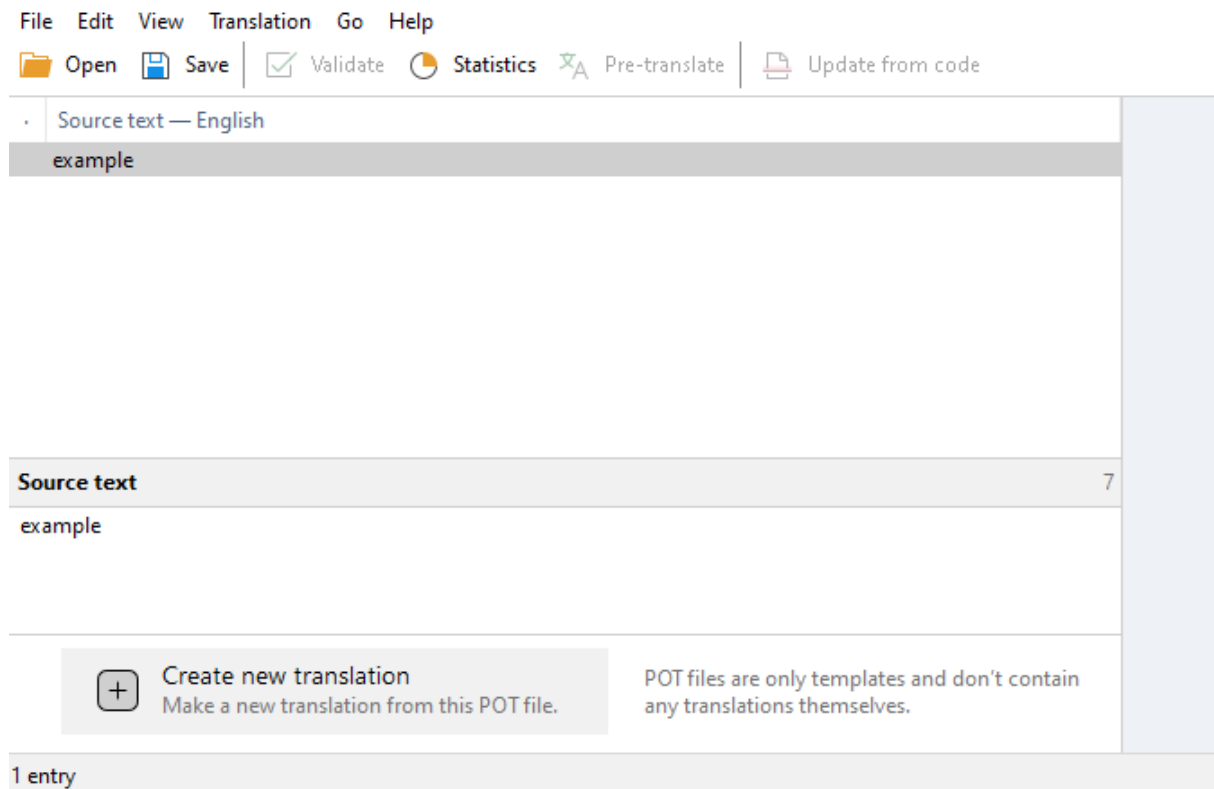 File Edit View Translation Go Help
Open Save Validate Statistics Pre-translate Update from code
· Source text — English
example
Source text 7
example
Create new translation
Make a new translation from this POT file.
POT files are only templates and don't contain
any translations themselves.
1 entry